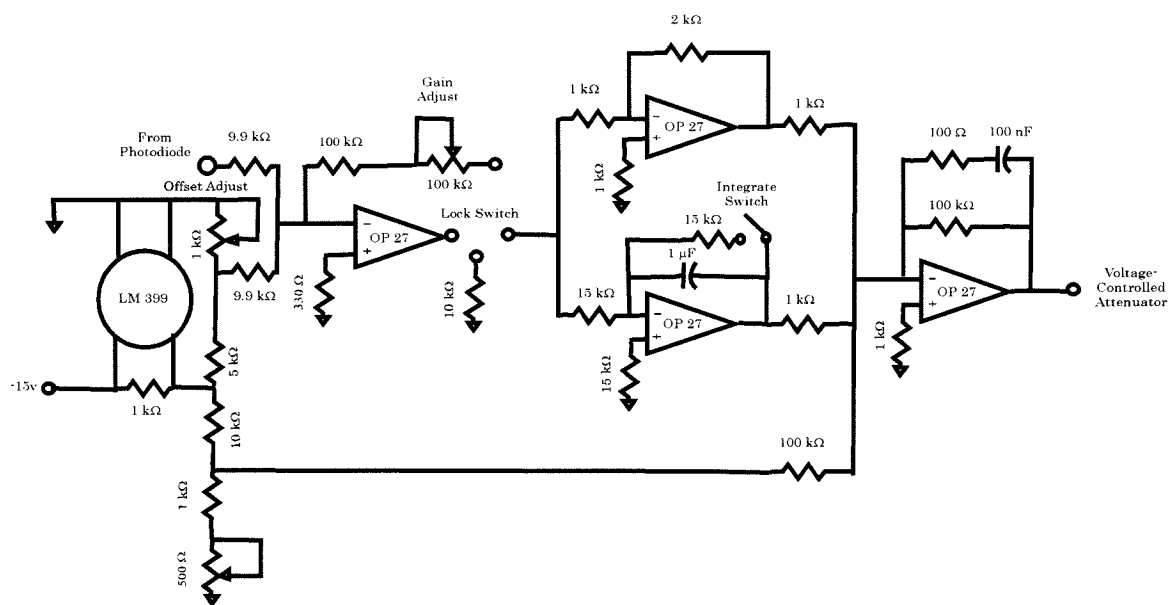 2 kΩ
Gain
Adjust
1 kΩ
OP 27
-
+
1 kΩ
1 kΩ
From
Photodiode
9.9 kΩ
100 kΩ
100 kΩ
100 Ω
100 nF
Offset Adjust
1 kΩ
LM 399
9.9 kΩ
-
+
OP 27
330 Ω
Lock Switch
10 kΩ
Integrate
Switch
15 kΩ
1 µF
15 kΩ
-
+
OP 27
15 kΩ
1 kΩ
100 kΩ
-
+
OP 27
1 kΩ
Voltage-
Controlled
Attenuator
-15v
1 kΩ
5 kΩ
10 kΩ
100 kΩ
1 kΩ
500 Ω